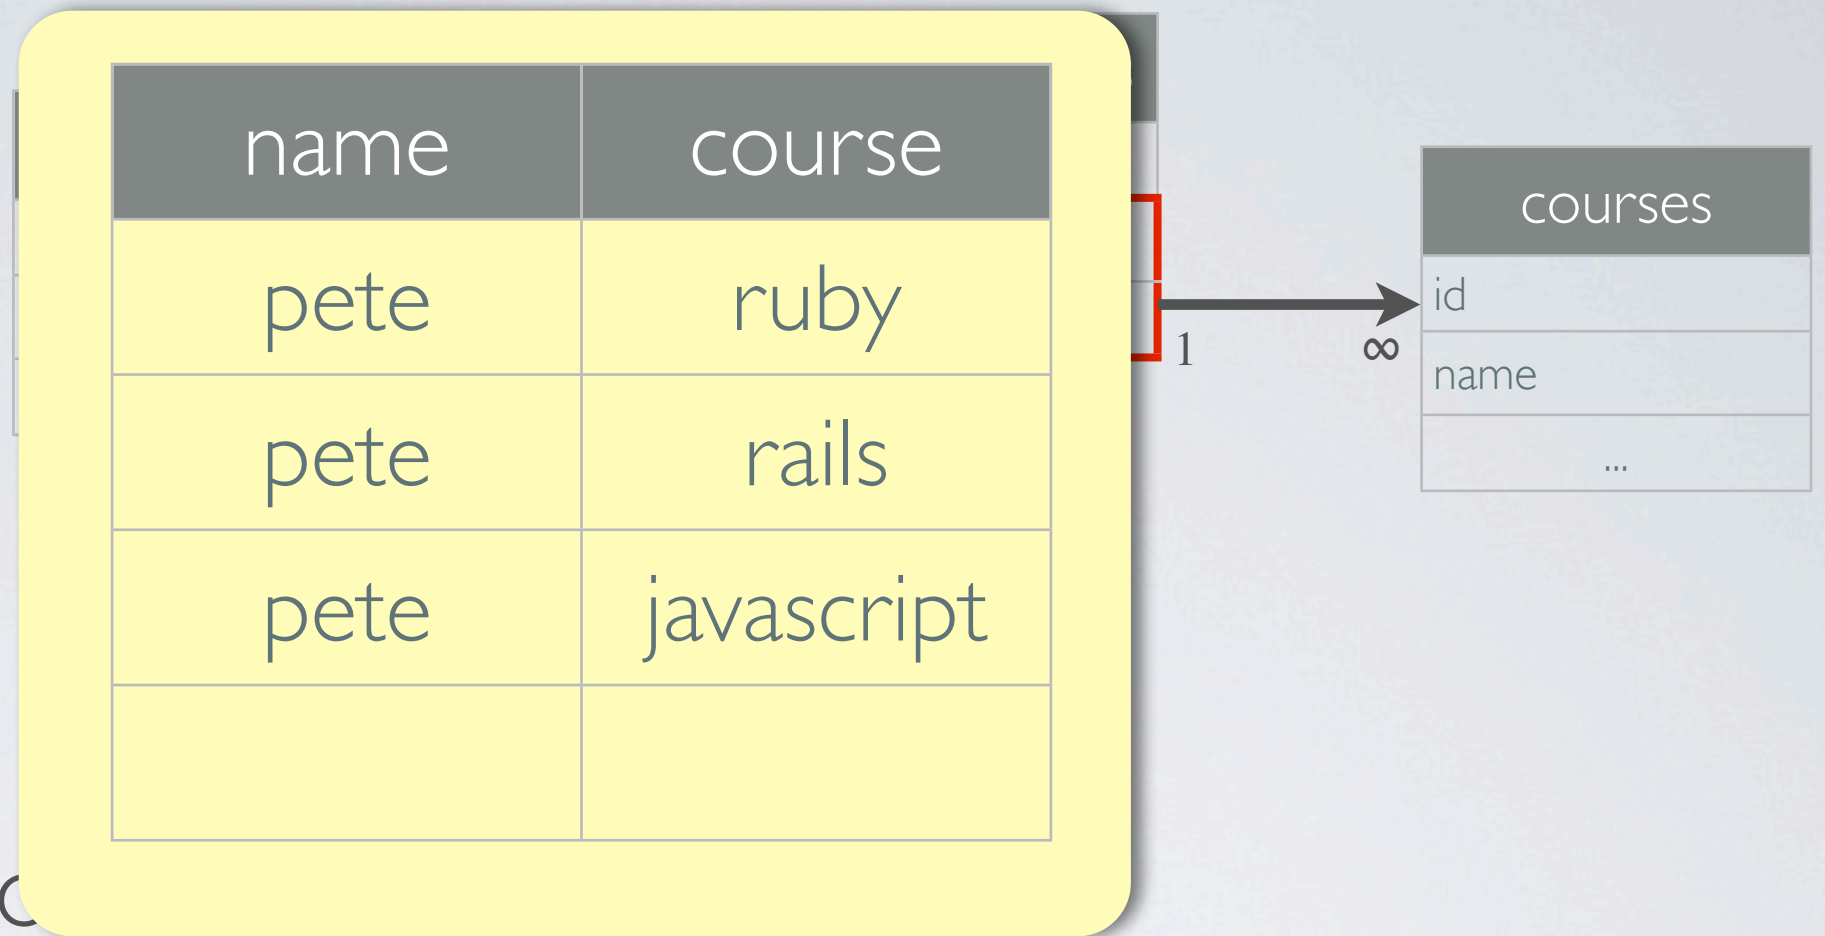 name course
pete ruby
pete rails
pete javascript
1 ∞
courses
id
name
...